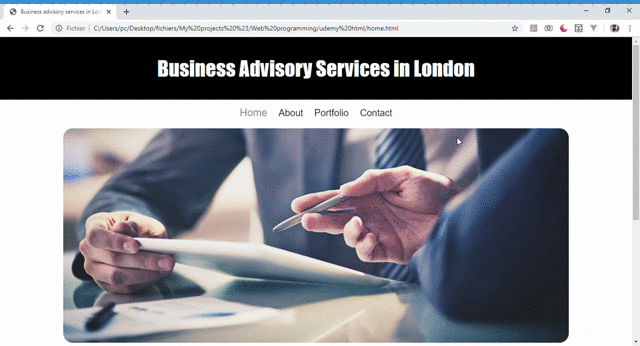 Business advisory services in Lon
Fichier
C:/Users/pc/Desktop/fichiers/My%20projects%20%23/Web%20programming/udemy%20html/home.html
Business Advisory Services in London
Home About Portfolio Contact